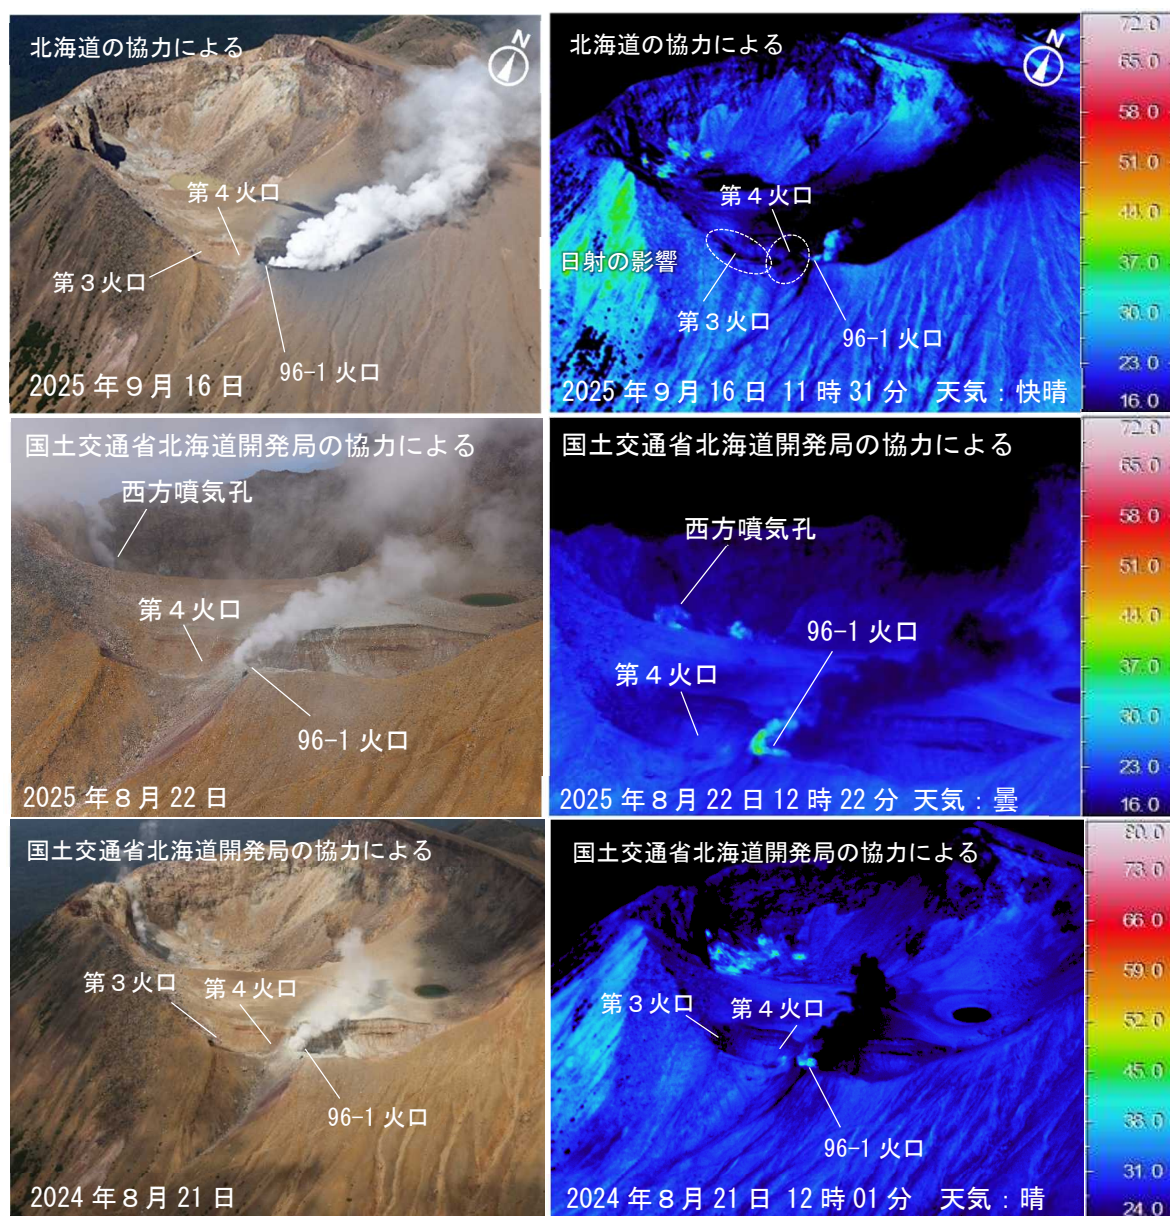 北海道の協力による
N
第４火口
第３火口
96-1 火口
2025 年９月 16 日
北海道の協力による
N
第４火口
日射の影響
第３火口
96-1 火口
2025 年９月 16 日 11 時 31 分 天気：快晴
72.0
65.0
58.0
51.0
44.0
37.0
30.0
23.0
16.0
国土交通省北海道開発局の協力による
西方噴気孔
第４火口
96-1 火口
2025 年８月 22 日
国土交通省北海道開発局の協力による
西方噴気孔
96-1 火口
第４火口
2025 年８月 22 日 12 時 22 分 天気：曇
72.0
65.0
58.0
51.0
44.0
37.0
30.0
23.0
16.0
国土交通省北海道開発局の協力による
第３火口
第４火口
96-1 火口
2024 年８月 21 日
国土交通省北海道開発局の協力による
第３火口
第４火口
96-1 火口
2024 年８月 21 日 12 時 01 分 天気：晴
80.0
73.0
66.0
59.0
52.0
45.0
38.0
31.0
24.0